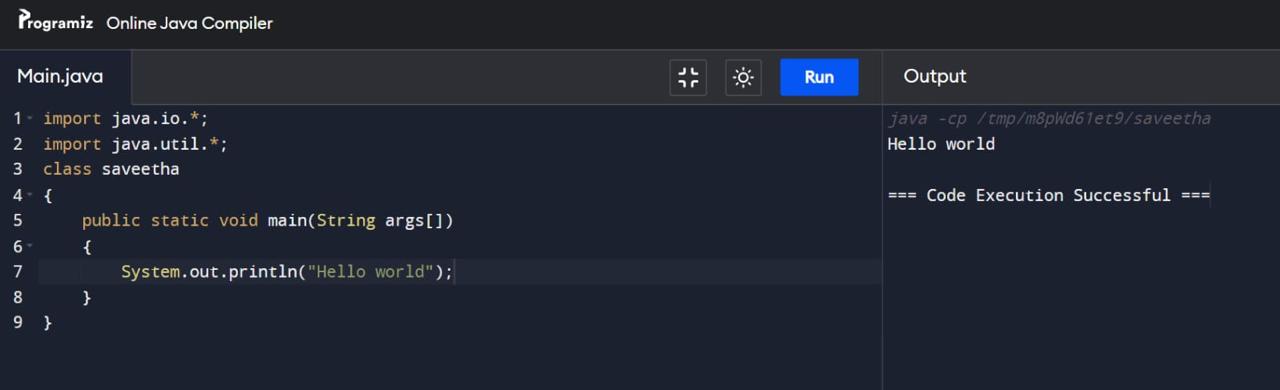 Programiz Online Java Compiler
Main.java
Run
Output
1 import java.io.*;
2 import java.util.*;
3 class saveetha
4 {
5     public static void main(String args[])
6     {
7         System.out.println("Hello world");
8     }
9 }
java -cp /tmp/m8pWd61et9/saveetha
Hello world
=== Code Execution Successful ===